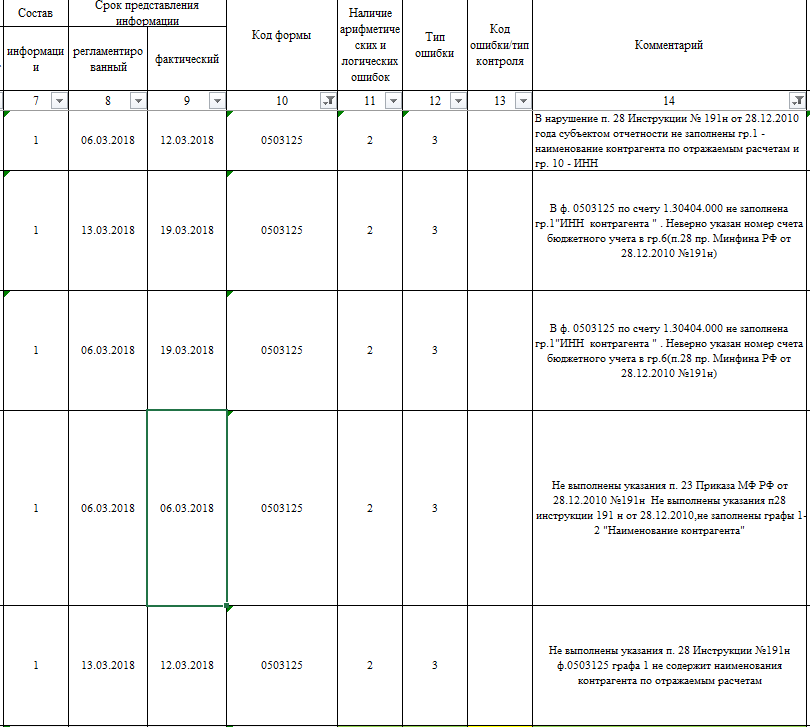 Состав
информаци
и
Срок представления
информации
регламентиро
ванный
фактический
Код формы
Наличие
арифметиче
ских и
логических
ошибок
Тип
ошибки
Код
ошибки/тип
контроля
Комментарий
7 8 9 10 11 12 13 14
1 06.03.2018 12.03.2018 0503125 2 3
В нарушение п. 28 Инструкции № 191н от 28.12.2010
года субъектом отчетности не заполнены гр.1 -
наименование контрагента по отражаемым расчетам и
гр. 10 - ИНН
1 13.03.2018 19.03.2018 0503125 2 3
В ф. 0503125 по счету 1.30404.000 не заполнена
гр.1"ИНН контрагента " . Неверно указан номер счета
бюджетного учета в гр.6(п.28 пр. Минфина РФ от
28.12.2010 №191н)
1 06.03.2018 19.03.2018 0503125 2 3
В ф. 0503125 по счету 1.30404.000 не заполнена
гр.1"ИНН контрагента " . Неверно указан номер счета
бюджетного учета в гр.6(п.28 пр. Минфина РФ от
28.12.2010 №191н)
1 06.03.2018 06.03.2018 0503125 2 3
Не выполнены указания п. 23 Приказа МФ РФ от
28.12.2010 №191н Не выполнены указания п28
инструкции 191 н от 28.12.2010,не заполнены графы 1-
2 "Наименование контрагента"
1 13.03.2018 12.03.2018 0503125 2 3
Не выполнены указания п. 28 Инструкции №191н
ф.0503125 графа 1 не содержит наименования
контрагента по отражаемым расчетам